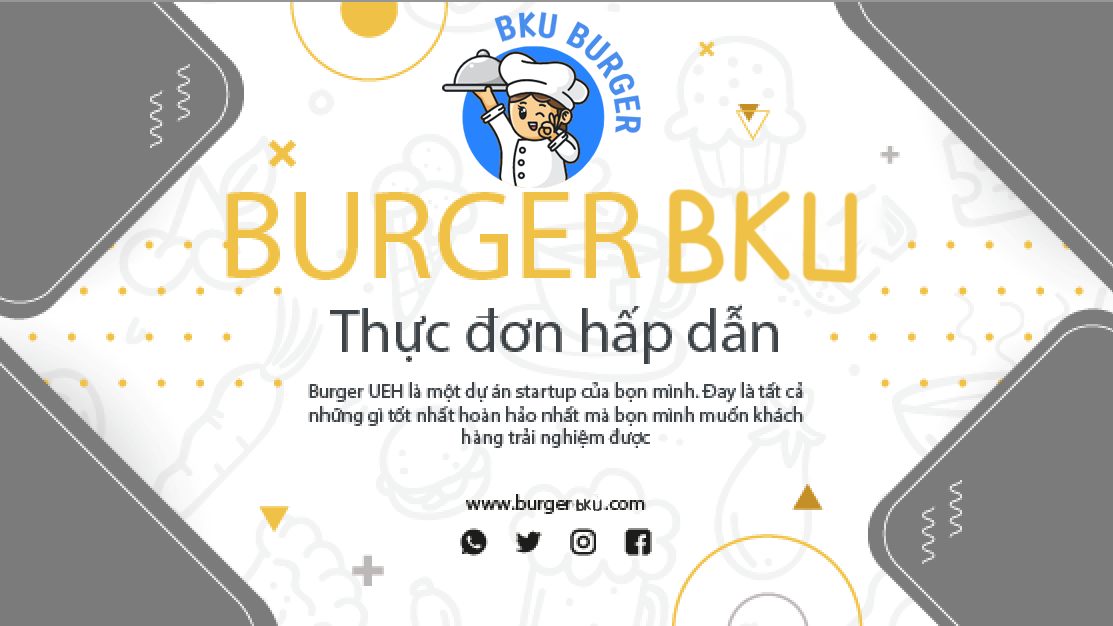 BKU BURGER
BURGER BKU
Thực đơn hấp dẫn
Burger UEH là một dự án startup của bọn mình. Đay là tất cả
những gì tốt nhất hoàn hảo nhất mà bọn mình muốn khách
hàng trải nghiệm được
www.burgerbku.com